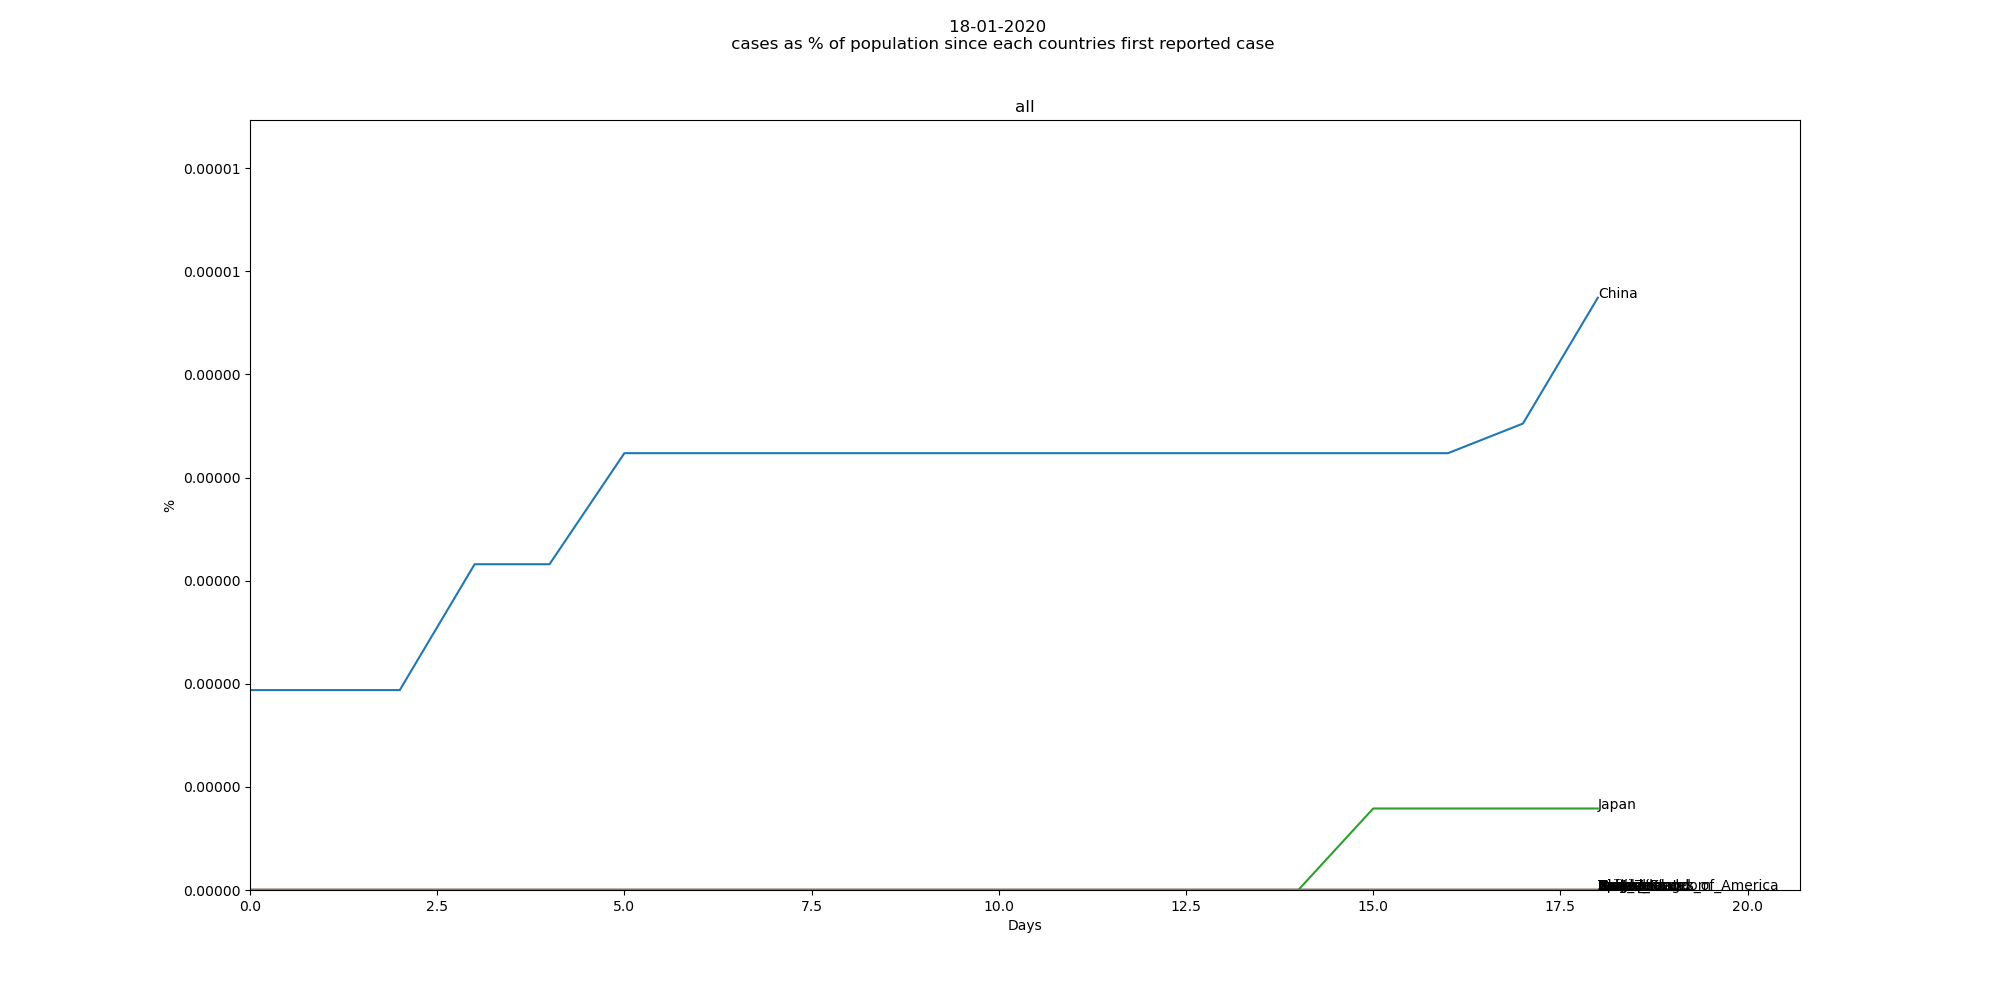 18-01-2020
cases as % of population since each countries first reported case
all
0.00001
0.00001
0.00000
0.00000
0.00000
0.00000
0.00000
0.00000
%
China
Japan
of_America
0.0 2.5 5.0 7.5 10.0 12.5 15.0 17.5 20.0
Days